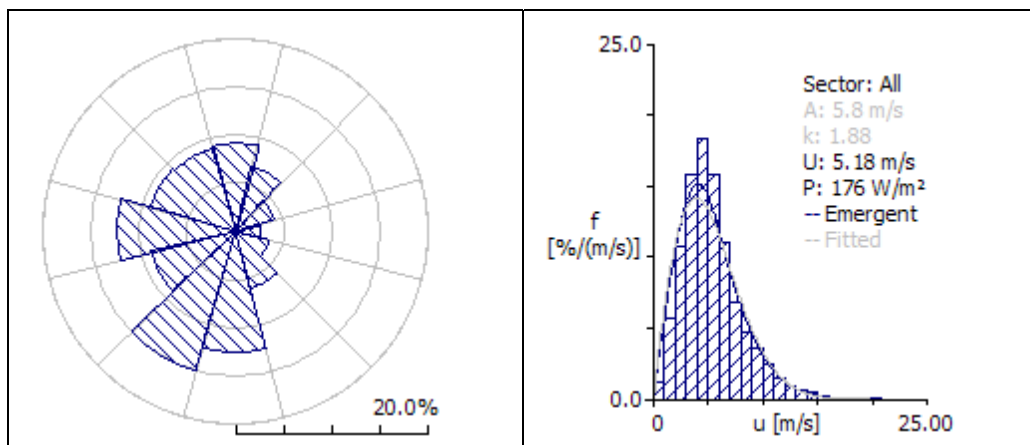 20.0%
25.0
Sector: All
A: 5.8 m/s
k: 1.88
U: 5.18 m/s
P: 176 W/m²
-- Emergent
-- Fitted
f
[%/(m/s)]
0.0
0 u [m/s] 25.00